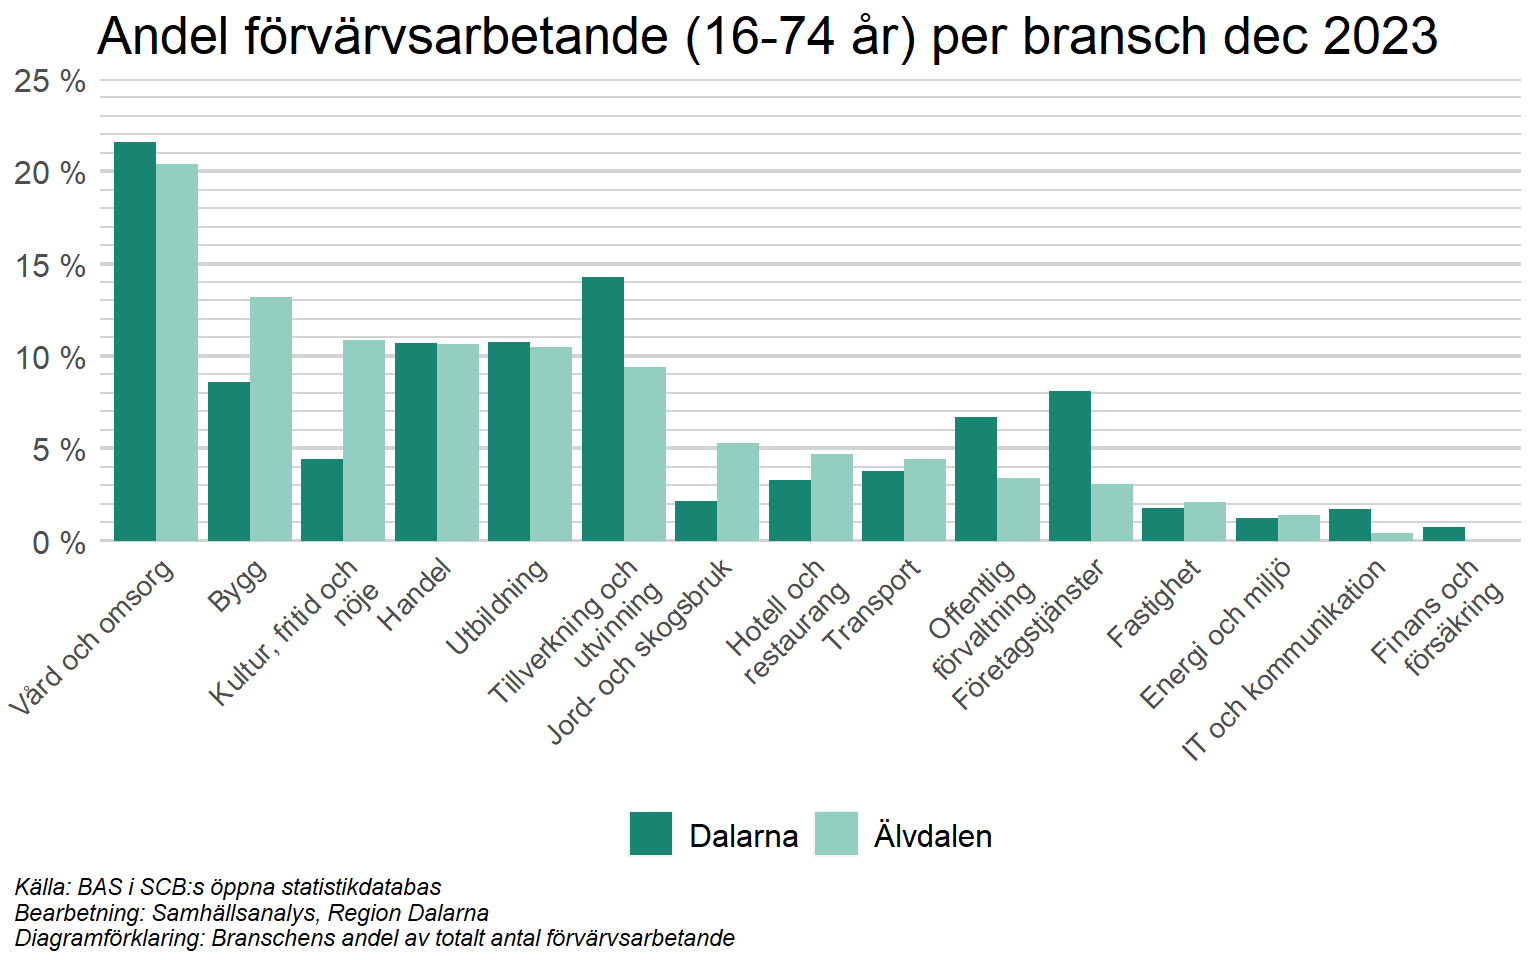 Andel förvärvsarbetande (16-74 år) per bransch dec 2023
25 %
20 %
15 %
10 %
5 %
0 %
Vård och omsorg
Bygg
Kultur, fritid och
nöje
Handel
Utbildning
Tillverkning och
utvinning
Jord- och skogsbruk
Hotell och
restaurang
Transport
Offentlig
förvaltning
Företagstjänster
Fastighet
Energi och miljö
IT och kommunikation
Finans och
försäkring
Dalarna
Älvdalen
Källa: BAS i SCB:s öppna statistikdatabas
Bearbetning: Samhällsanalys, Region Dalarna
Diagramförklaring: Branschens andel av totalt antal förvärvsarbetande